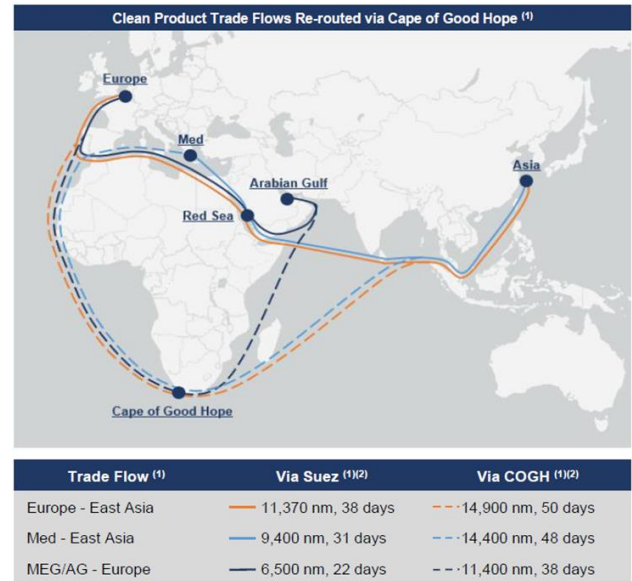 Clean Product Trade Flows Re-routed via Cape of Good Hope (1)
Europe
Med
Asia
Arabian Gulf
Red Sea
Cape of Good Hope
Trade Flow (1) Via Suez (1)(2) Via COGH (1)(2)
Europe - East Asia 11,370 nm, 38 days 14,900 nm, 50 days
Med - East Asia 9,400 nm, 31 days 14,400 nm, 48 days
MEG/AG - Europe 6,500 nm, 22 days 11,400 nm, 38 days